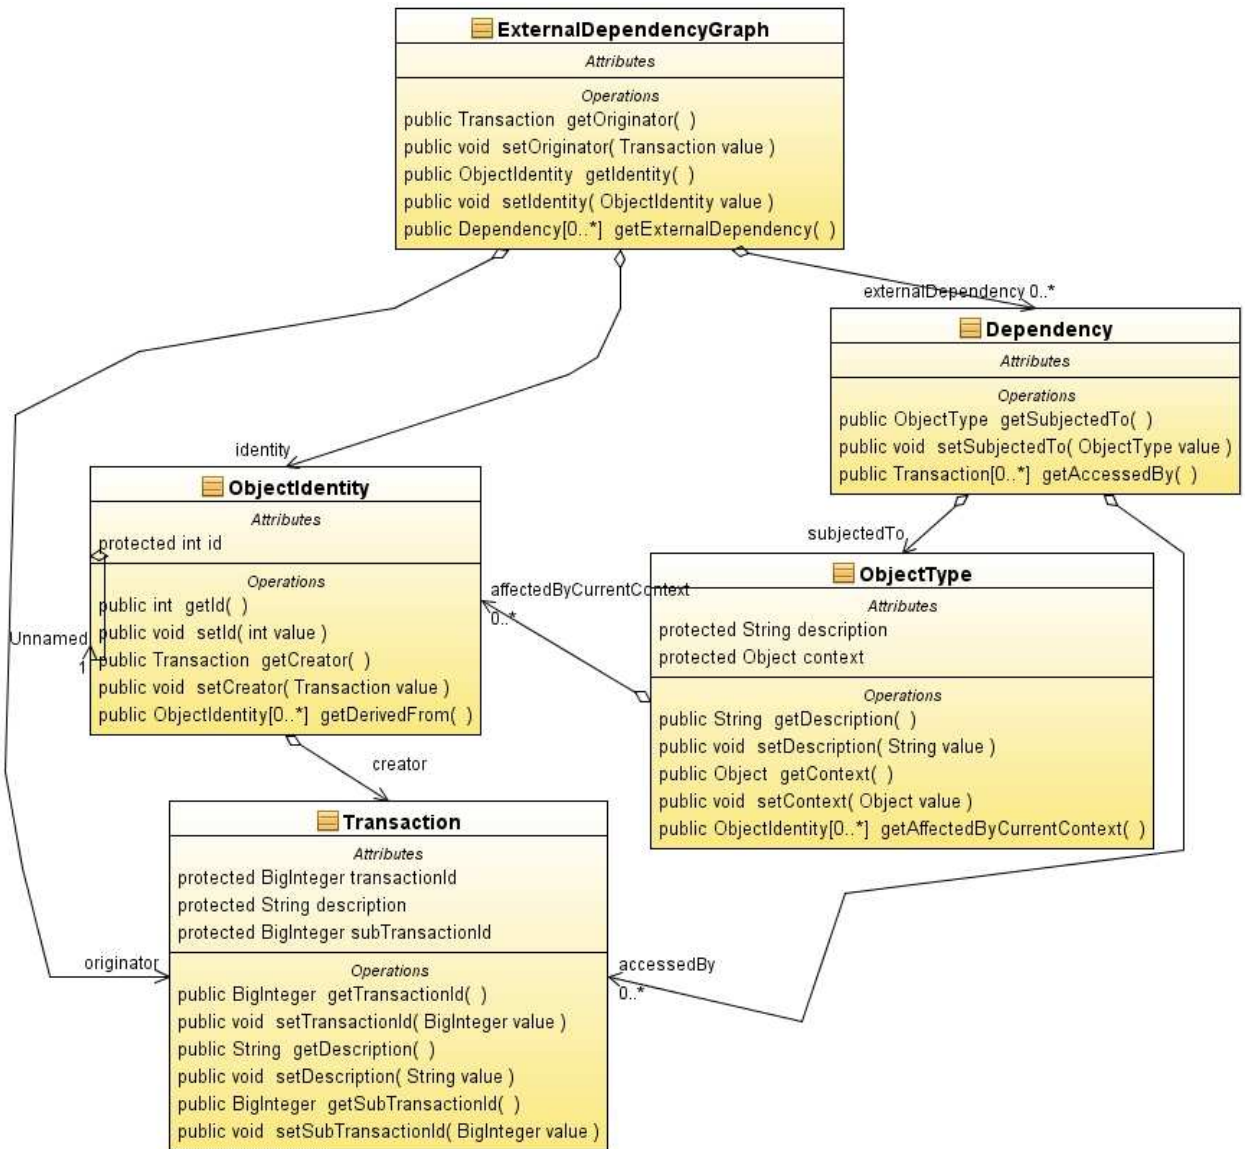 ExternalDependencyGraph
Attributes
Operations
public Transaction getOriginator( )
public void setOriginator( Transaction value )
public ObjectIdentity getIdentity( )
public void setIdentity( ObjectIdentity value )
public Dependency[0..*] getExternalDependency( )
externalDependency 0..*
Dependency
Attributes
Operations
public ObjectType getSubjectedTo( )
public void setSubjectedTo( ObjectType value )
public Transaction[0..*] getAccessedBy( )
identity
ObjectIdentity
Attributes
protected int id
Operations
public int getId( )
public void setId( int value )
public Transaction getCreator( )
public void setCreator( Transaction value )
public ObjectIdentity[0..*] getDerivedFrom( )
Unnamed
1
subjectedTo
affectedByCurrentContext
0..*
ObjectType
Attributes
protected String description
protected Object context
Operations
public String getDescription( )
public void setDescription( String value )
public Object getContext( )
public void setContext( Object value )
public ObjectIdentity[0..*] getAffectedByCurrentContext( )
creator
Transaction
Attributes
protected BigInteger transactionId
protected String description
protected BigInteger subTransactionId
Operations
public BigInteger getTransactionId( )
public void setTransactionId( BigInteger value )
public String getDescription( )
public void setDescription( String value )
public BigInteger getSubTransactionId( )
public void setSubTransactionId( BigInteger value )
originator
accessedBy
0..*